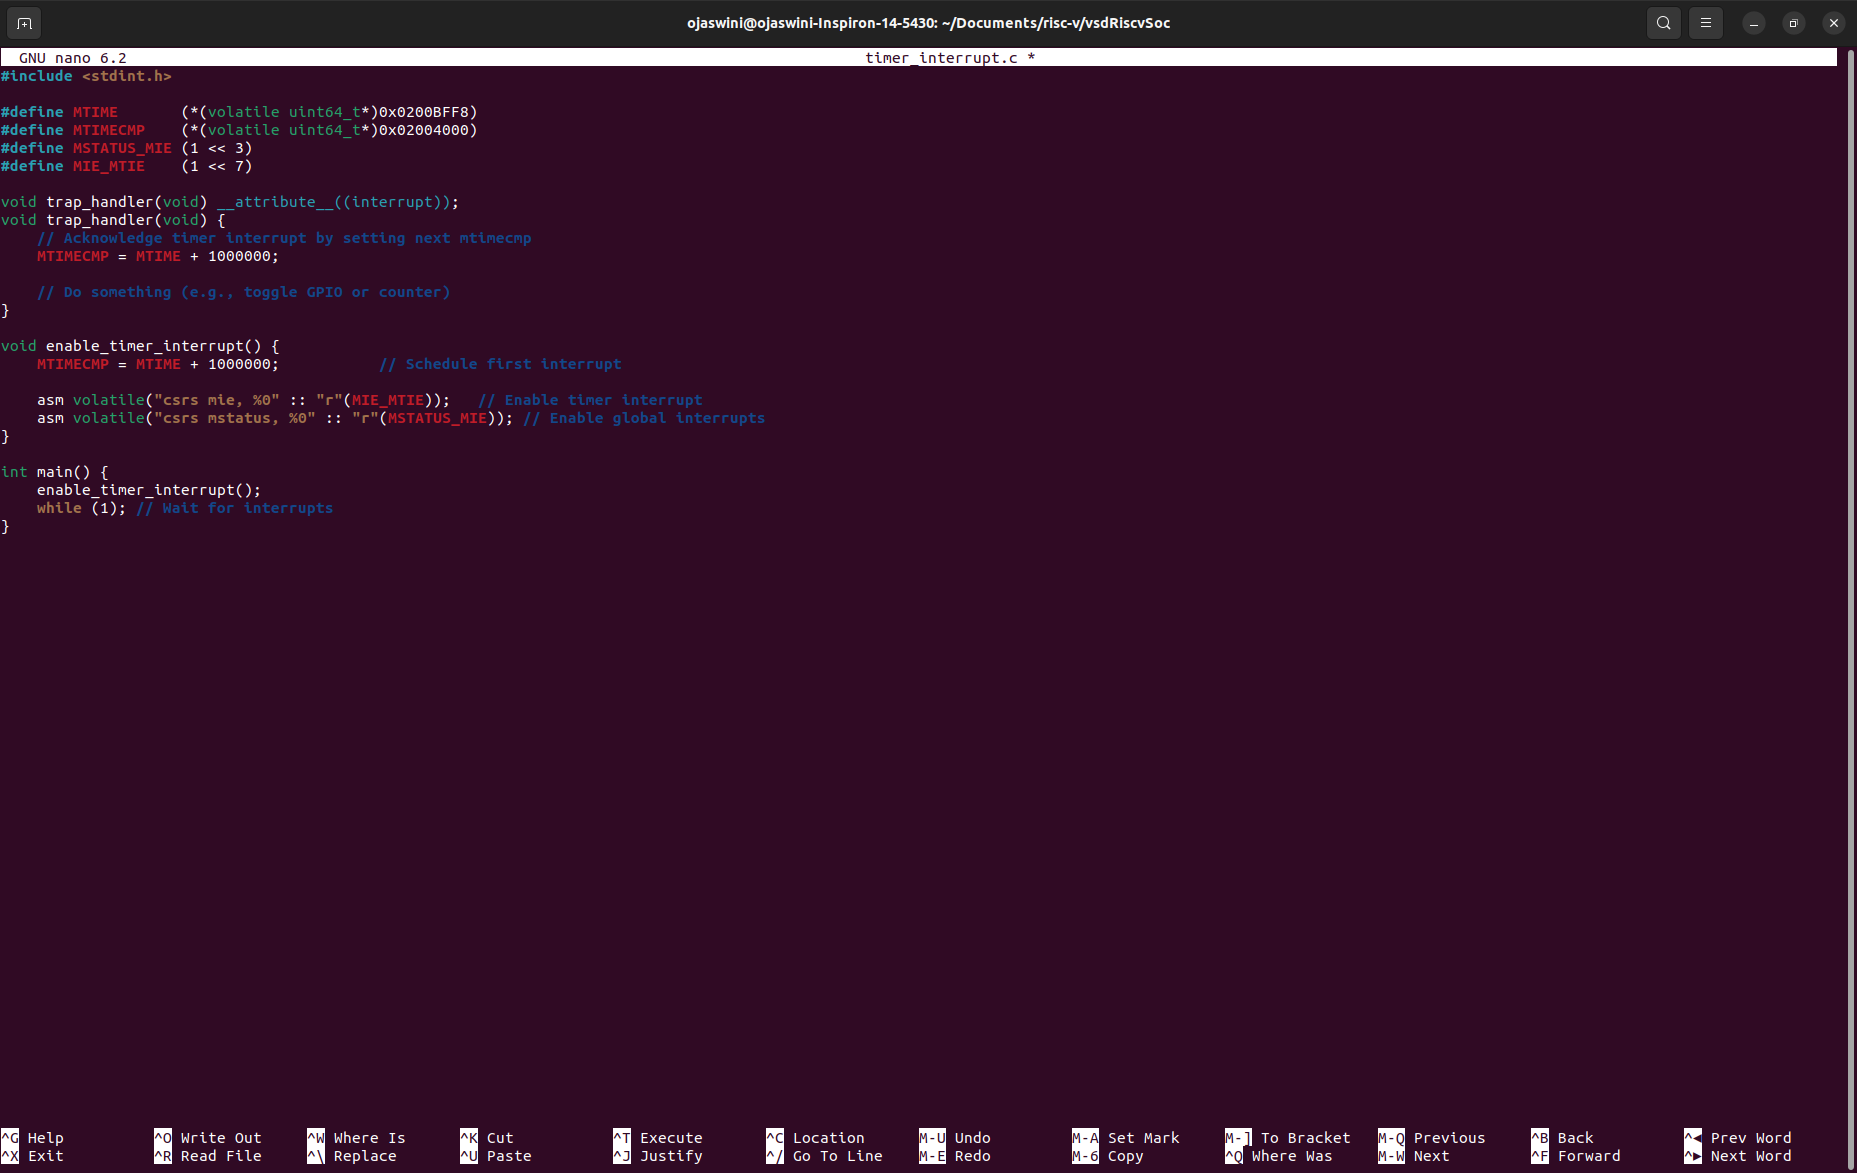 ojaswini@ojaswini-Inspiron-14-5430: ~/Documents/risc-v/vsdRiscvSoc
GNU nano 6.2 timer_interrupt.c *
#include <stdint.h>

#define MTIME       (*(volatile uint64_t*)0x0200BFF8)
#define MTIMECMP    (*(volatile uint64_t*)0x02004000)
#define MSTATUS_MIE (1 << 3)
#define MIE_MTIE    (1 << 7)

void trap_handler(void) __attribute__((interrupt));
void trap_handler(void) {
    // Acknowledge timer interrupt by setting next mtimecmp
    MTIMECMP = MTIME + 1000000;

    // Do something (e.g., toggle GPIO or counter)
}

void enable_timer_interrupt() {
    MTIMECMP = MTIME + 1000000;           // Schedule first interrupt

    asm volatile("csrs mie, %0" :: "r"(MIE_MTIE));   // Enable timer interrupt
    asm volatile("csrs mstatus, %0" :: "r"(MSTATUS_MIE)); // Enable global interrupts
}

int main() {
    enable_timer_interrupt();
    while (1); // Wait for interrupts
}

^G Help ^O Write Out ^W Where Is ^K Cut ^T Execute ^C Location M-U Undo M-A Set Mark M-] To Bracket M-Q Previous ^B Back ^◀ Prev Word
^X Exit ^R Read File ^\ Replace ^U Paste ^J Justify ^/ Go To Line M-E Redo M-6 Copy ^Q Where Was M-W Next ^F Forward ^▶ Next Word